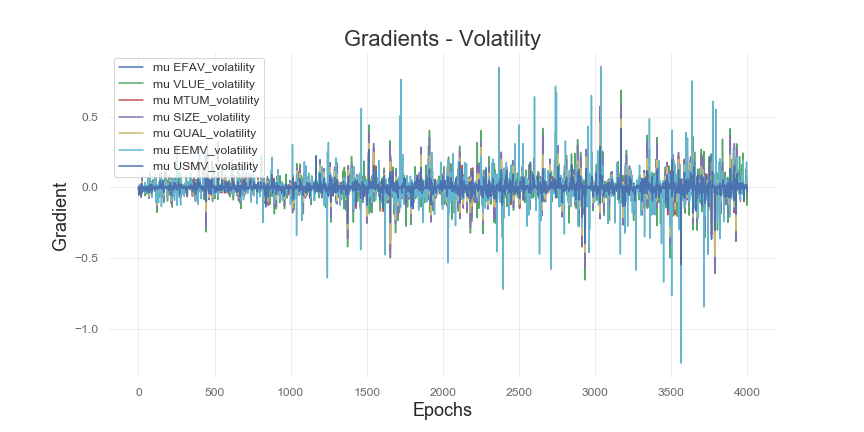 Gradients - Volatility
mu EFAV_volatility
mu VLUE_volatility
mu MTUM_volatility
mu SIZE_volatility
mu QUAL_volatility
mu EEMV_volatility
mu USMV_volatility
0.5
0.0
−0.5
−1.0
Gradient
0 500 1000 1500 2000 2500 3000 3500 4000
Epochs